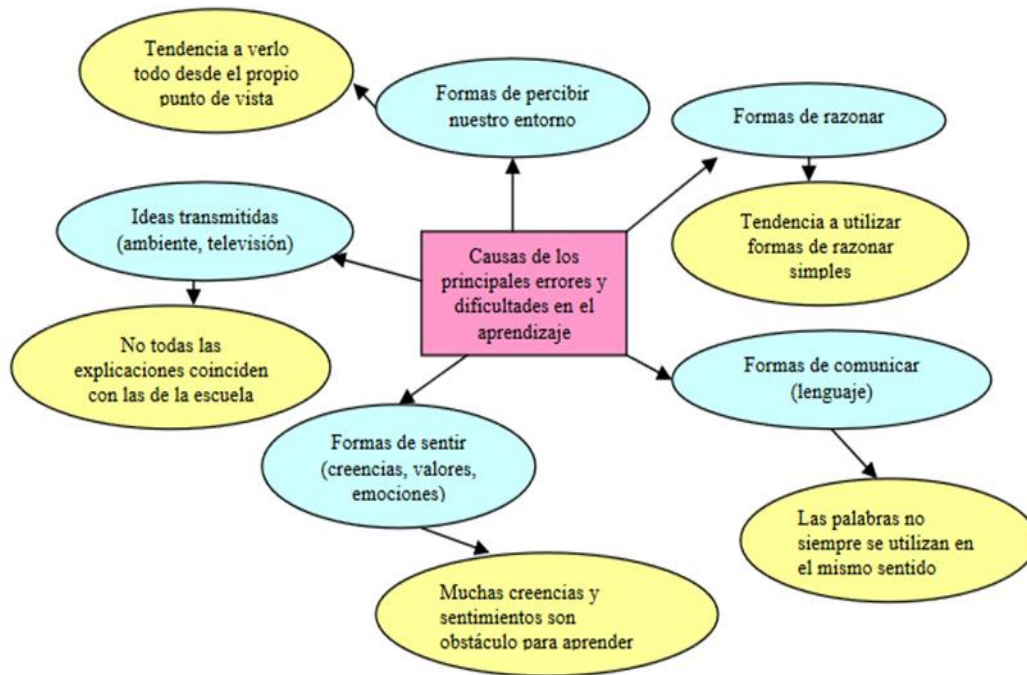 Tendencia a verlo
todo desde el propio
punto de vista
Formas de percibir
nuestro entorno
Formas de razonar
Ideas transmitidas
(ambiente, televisión)
Tendencia a utilizar
formas de razonar
simples
Causas de los
principales errores y
dificultades en el
aprendizaje
No todas las
explicaciones coinciden
con las de la escuela
Formas de comunicar
(lenguaje)
Formas de sentir
(creencias, valores,
emociones)
Las palabras no
siempre se utilizan en
el mismo sentido
Muchas creencias y
sentimientos son
obstáculo para aprender